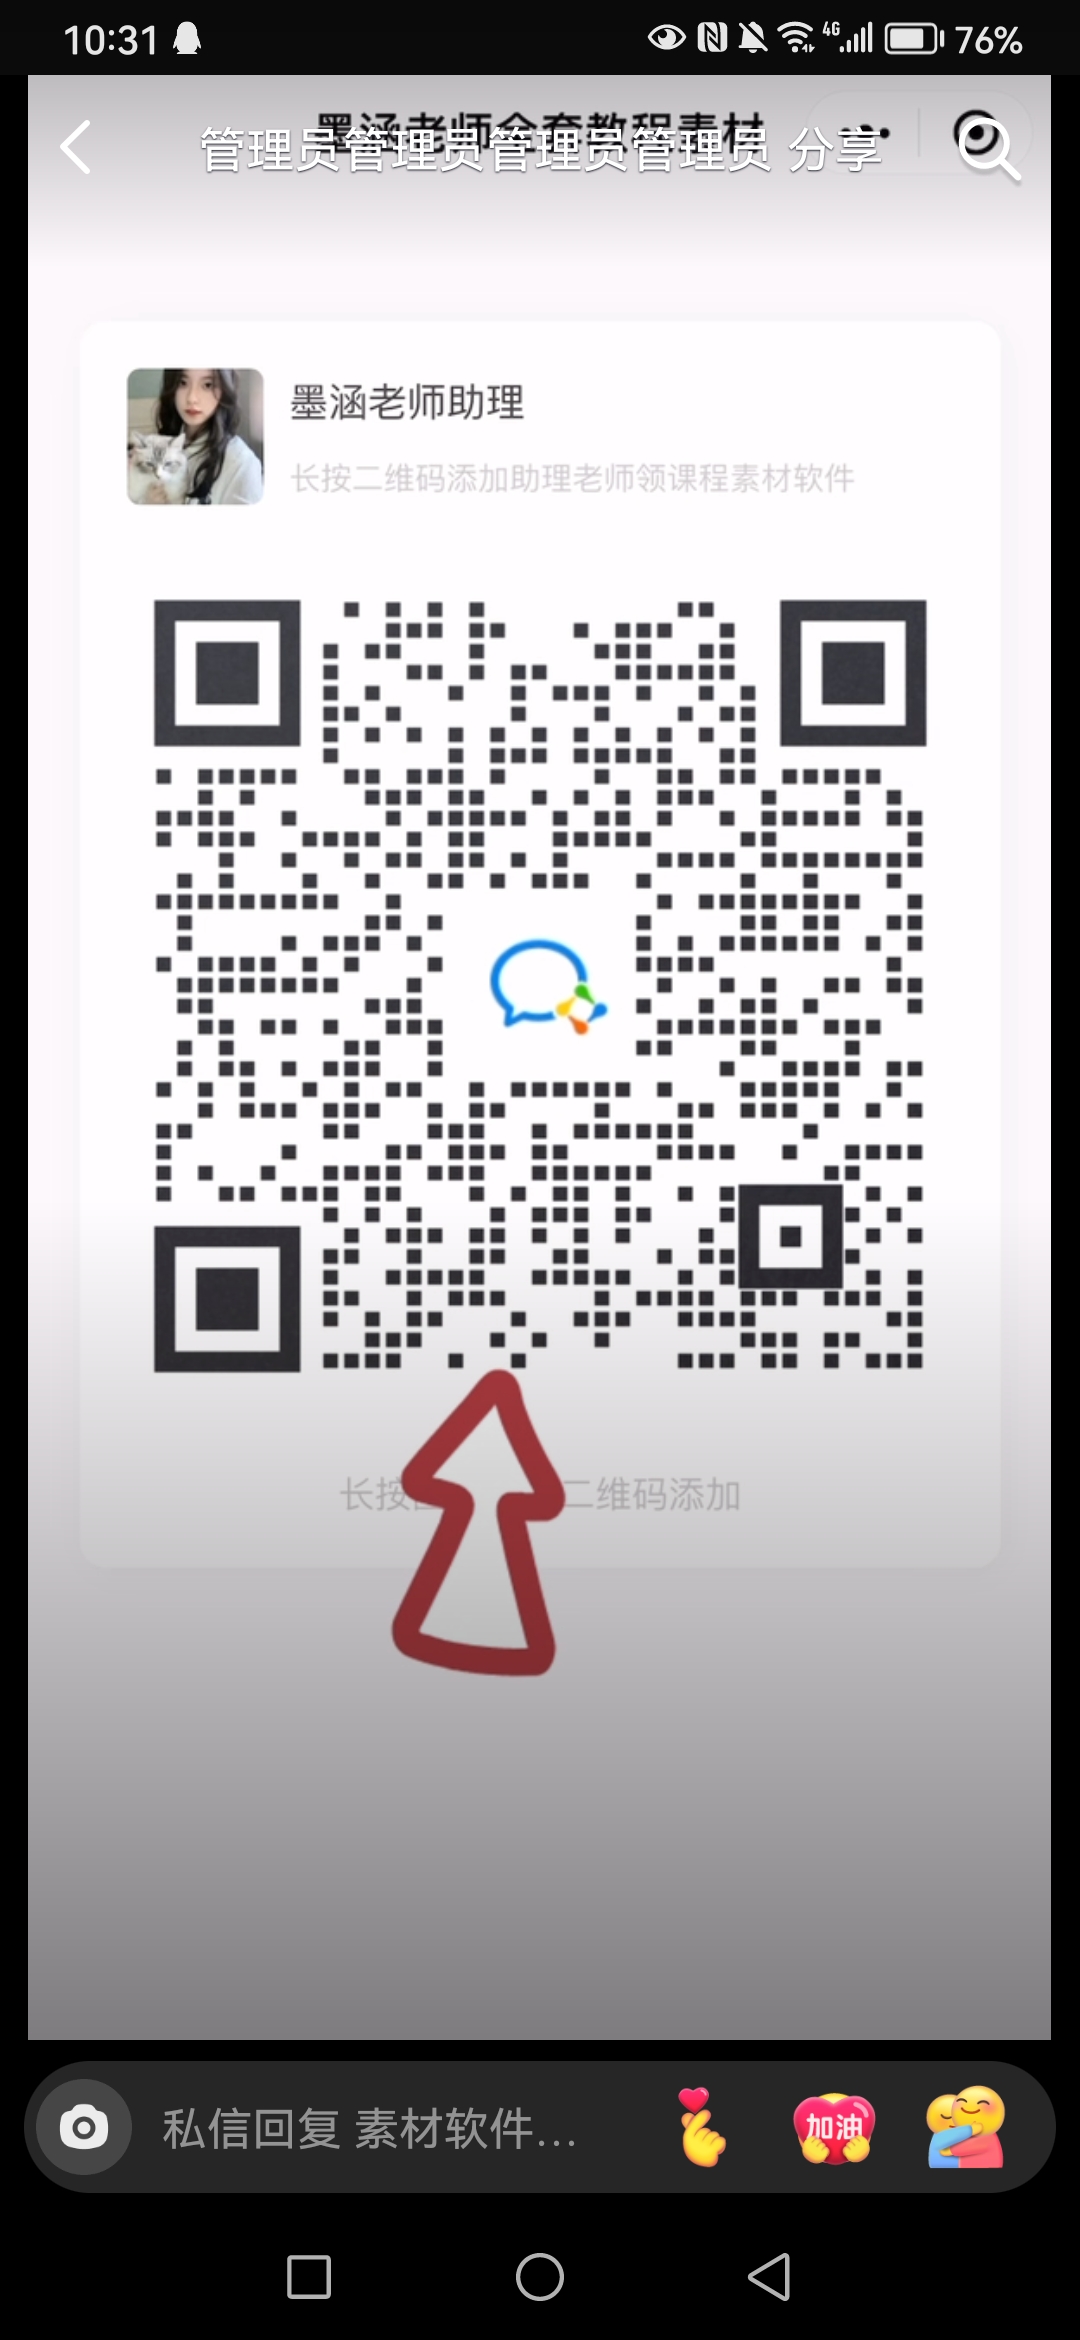 10:31
4G
76%
墨涵老师全套教程素材
管理员管理员管理员管理员 分享
墨涵老师助理
长按二维码添加助理老师领课程素材软件
长按
二维码添加
私信回复 素材软件...
加油